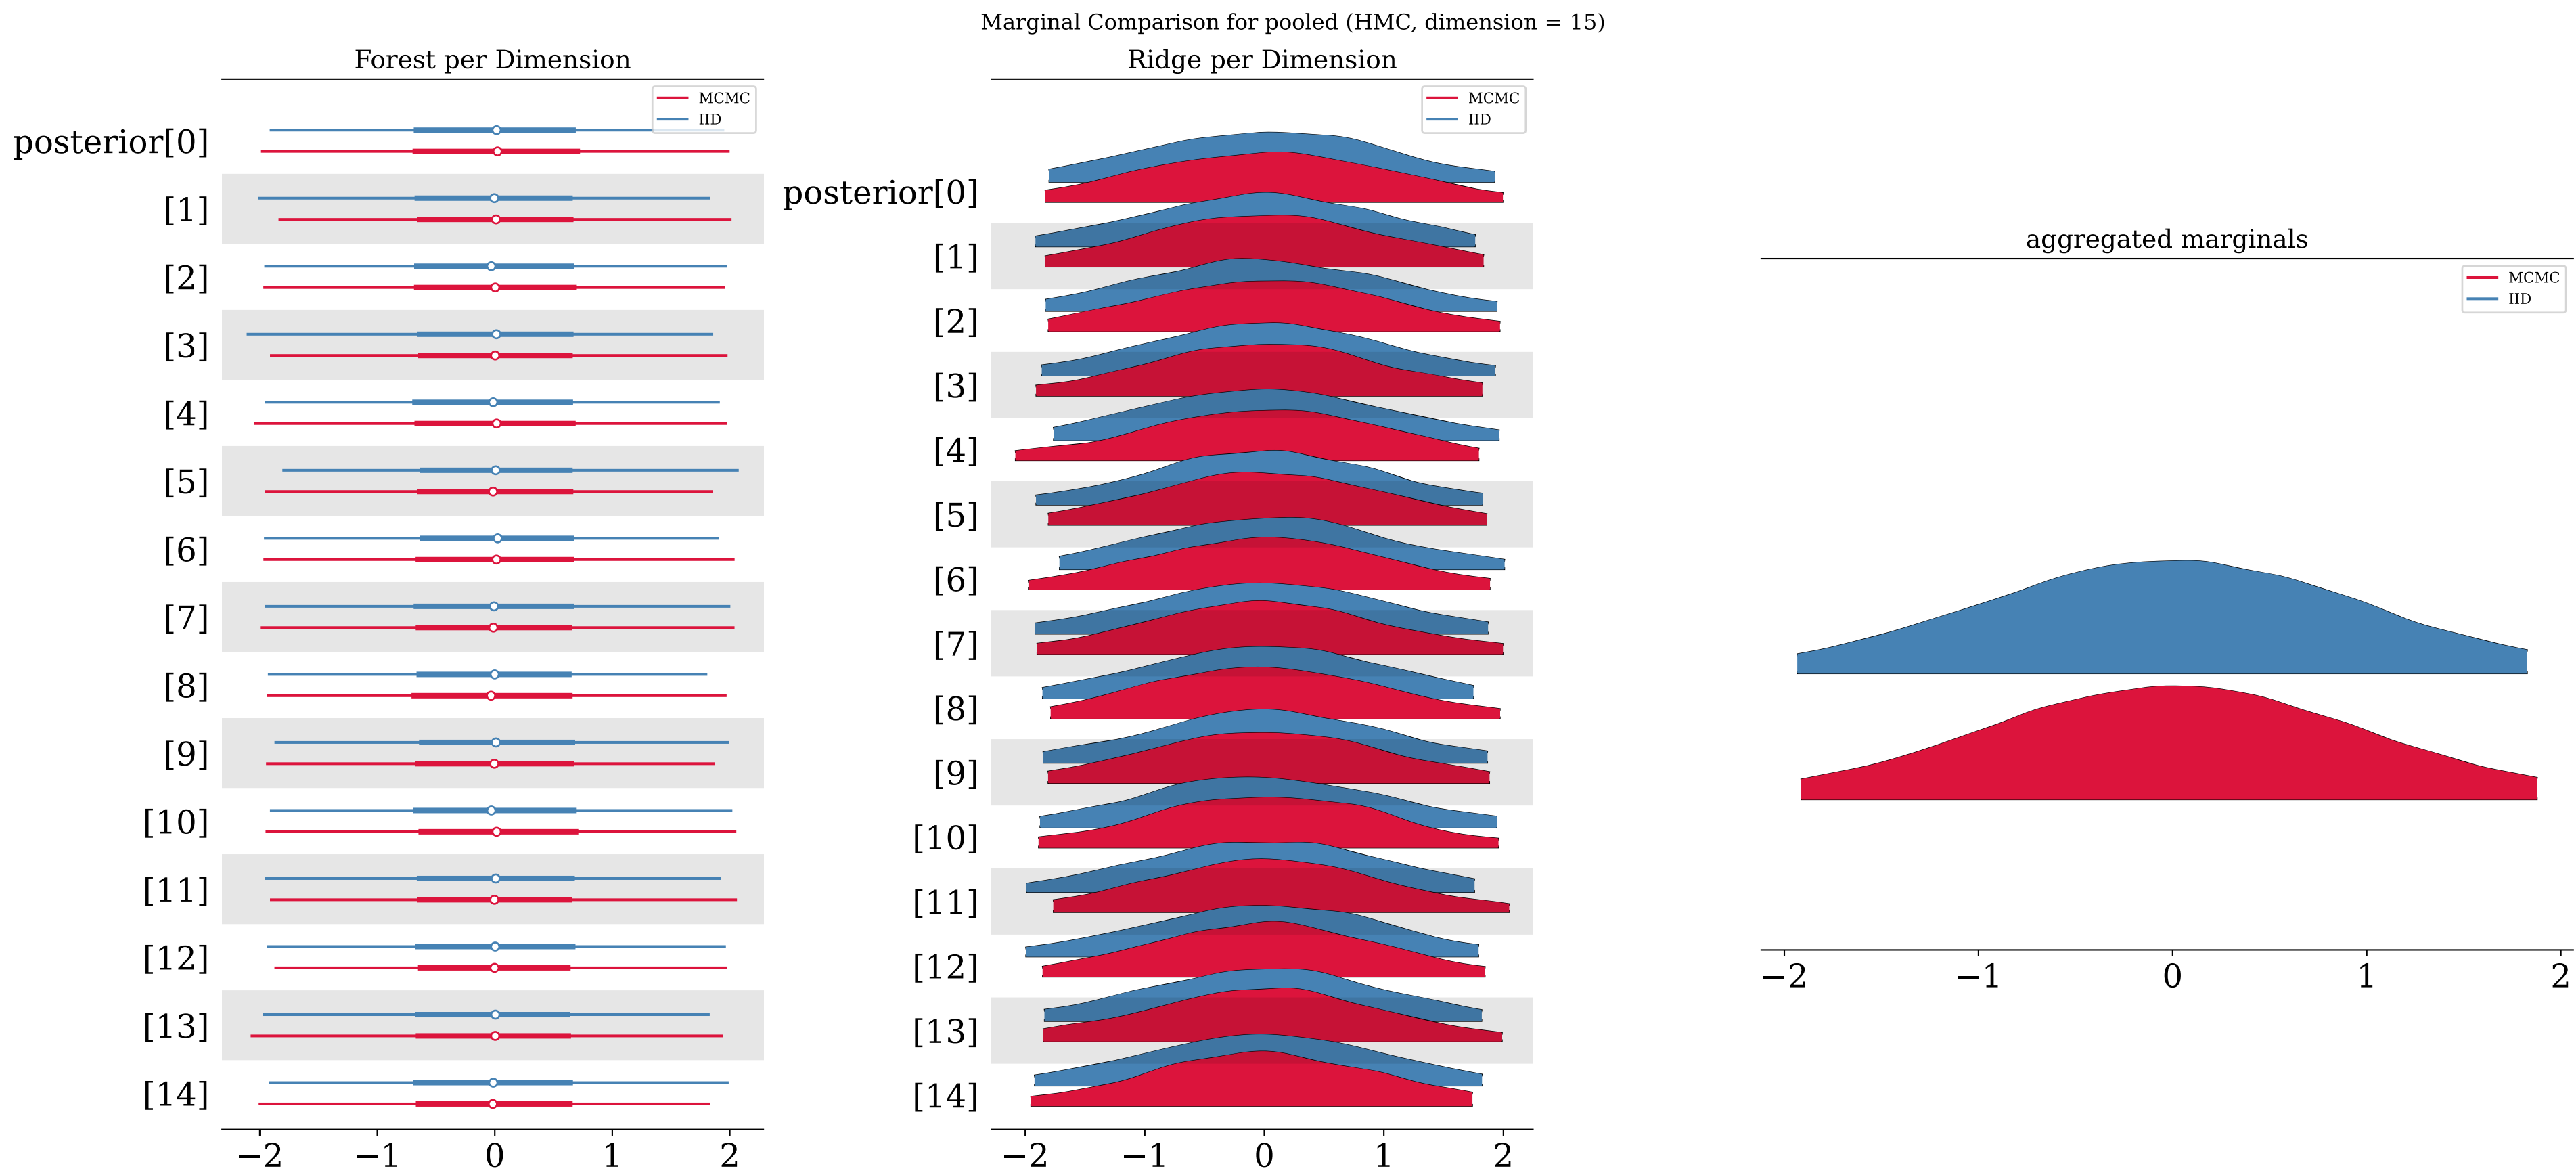 Marginal Comparison for pooled (HMC, dimension = 15)
Forest per Dimension
MCMC
IID
posterior[0]
[1]
[2]
[3]
[4]
[5]
[6]
[7]
[8]
[9]
[10]
[11]
[12]
[13]
[14]
−2 −1 0 1 2
Ridge per Dimension
MCMC
IID
posterior[0]
[1]
[2]
[3]
[4]
[5]
[6]
[7]
[8]
[9]
[10]
[11]
[12]
[13]
[14]
−2 −1 0 1 2
aggregated marginals
MCMC
IID
−2 −1 0 1 2